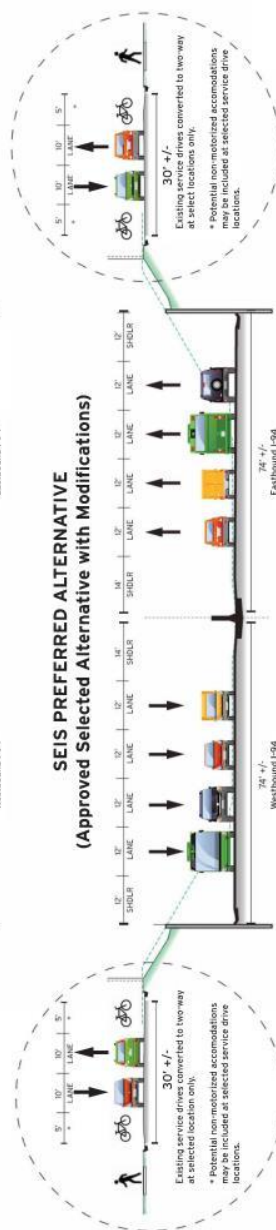 SEIS PREFERRED ALTERNATIVE
(Approved Selected Alternative with Modifications)
5' 10' 10' 5'
* LANE LANE *
12' 12' 12' 12' 12' 14' 14' 12' 12' 12' 12' 12'
SHDLR LANE LANE LANE LANE SHDLR SHDLR LANE LANE LANE LANE SHDLR
5' 10' 10' 5'
* LANE LANE *
30' +/-
Existing service drives converted to two-way
at select locations only.
* Potential non-motorized accomodations
may be included at selected service drive
locations.
74' +/-
Westbound I-94
74' +/-
Eastbound I-94
30' +/-
Existing service drives converted to two-way
at select locations only.
* Potential non-motorized accomodations
may be included at selected service drive
locations.